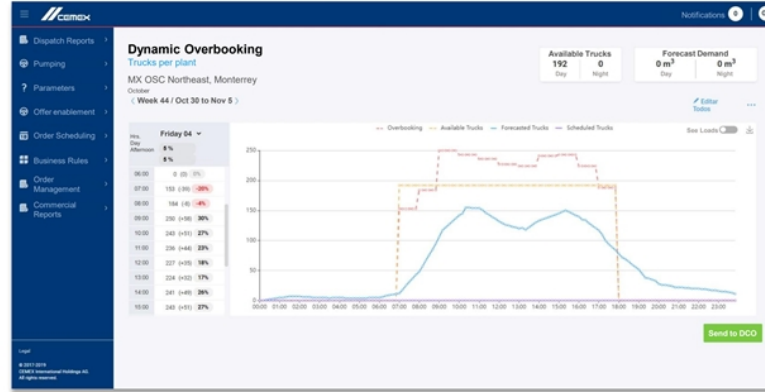 CEMEX
Notifications 0
Dispatch Reports
Pumping
Parameters
Offer enablement
Order Scheduling
Business Rules
Order
Management
Commercial
Reports
Legal
© 2017-2019
CEMEX International Holdings AG.
All rights reserved
Dynamic Overbooking
Trucks per plant
MX OSC Northeast, Monterrey
October
< Week 44 / Oct 30 to Nov 5 >
Available Trucks
192 0
Day Night
Forecast Demand
0 m³ 0 m³
Day Night
Editar
Todos
...
Hrs.
Day
Afternoon
Friday 04
8 %
8 %
06:00 0 (0) 0%
07:00 153 (-39) -20%
08:00 184 (-8) -4%
09:00 250 (+58) 30%
10:00 243 (+51) 27%
11:00 236 (+44) 23%
12:00 227 (+35) 18%
13:00 224 (+32) 17%
14:00 241 (+49) 26%
15:00 243 (+51) 27%
Overbooking Available Trucks Forecasted Trucks Scheduled Trucks
See Loads
250
200
150
100
50
0
00:00 01:00 02:00 03:00 04:00 05:00 06:00 07:00 08:00 09:00 10:00 11:00 12:00 13:00 14:00 15:00 16:00 17:00 18:00 19:00 20:00 21:00 22:00 23:00
Send to DCO